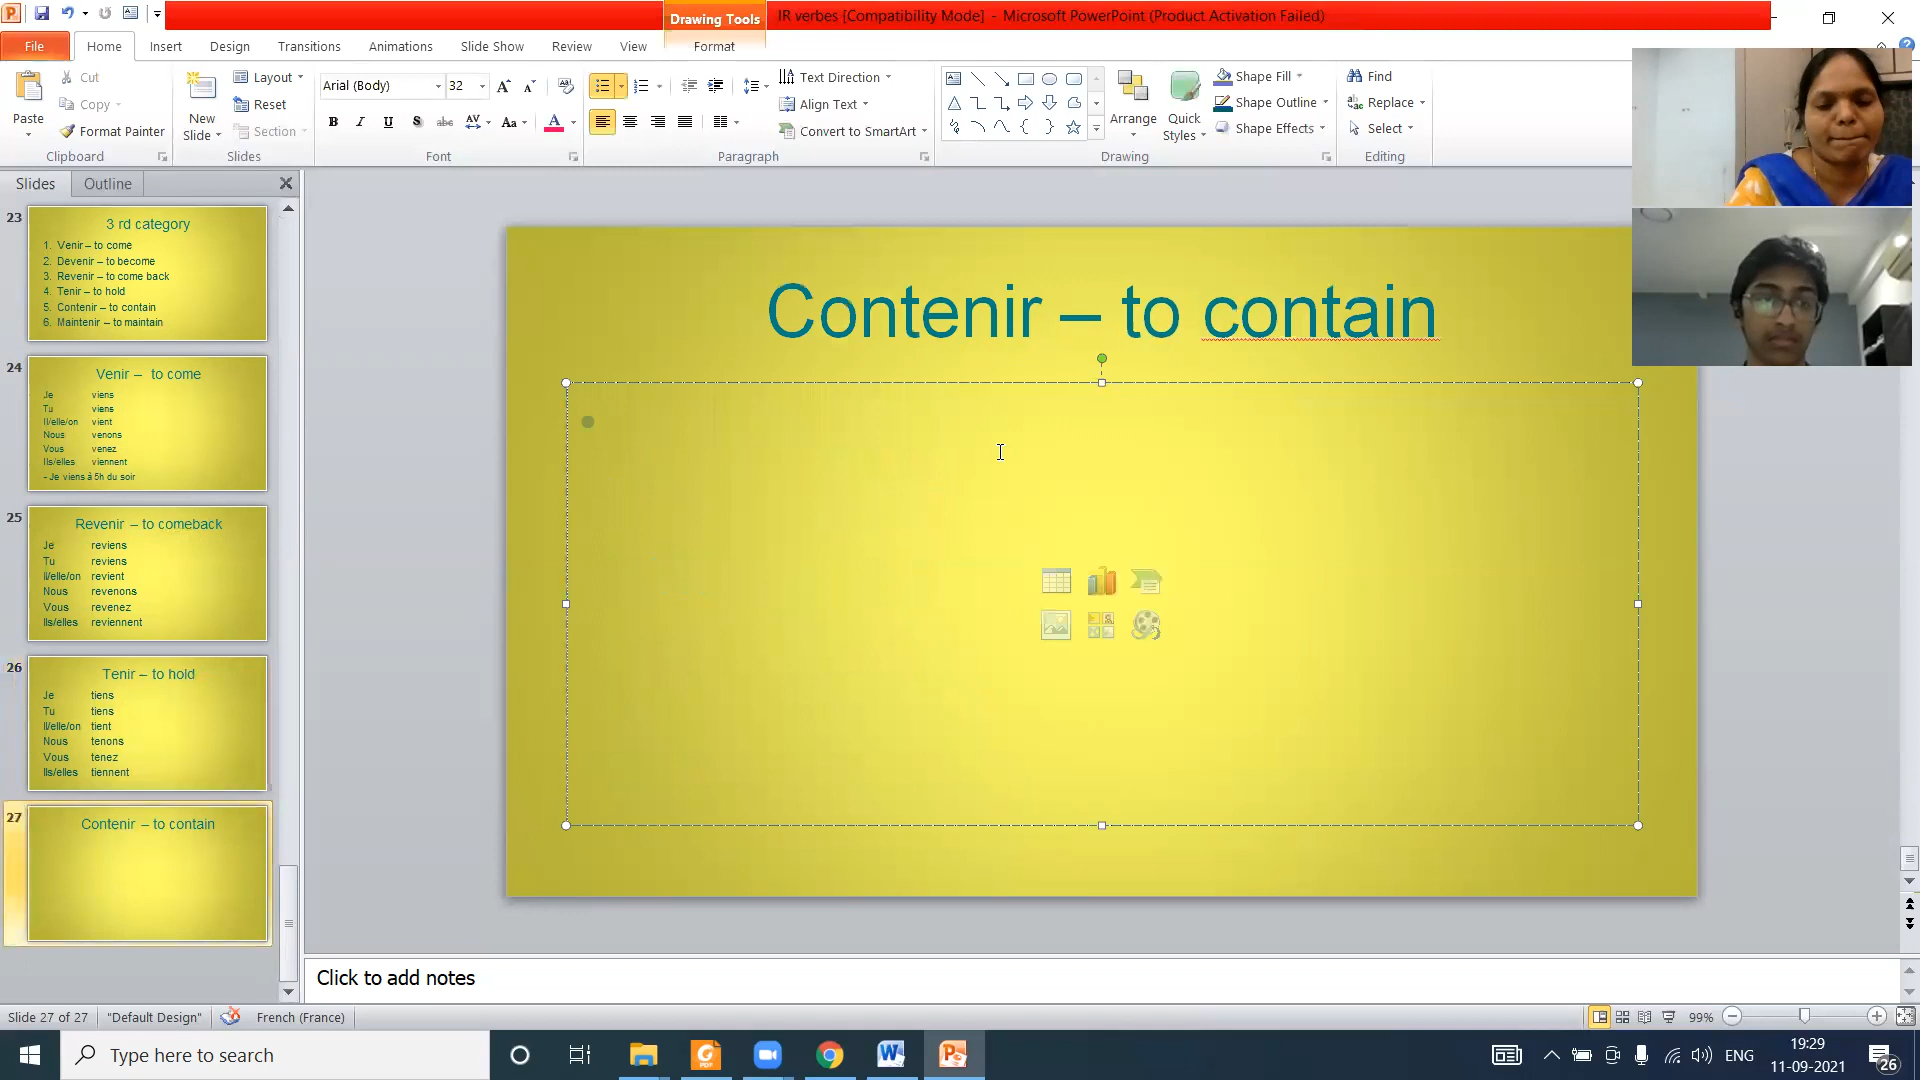 IR verbes [Compatibility Mode] - Microsoft PowerPoint (Product Activation Failed)
Drawing Tools
File Home Insert Design Transitions Animations Slide Show Review View Format
Paste
Cut
Copy
Format Painter
Clipboard
New
Slide
Layout
Reset
Section
Slides
Arial (Body) 32
B I U S abc AV Aa A
Font
Text Direction
Align Text
Convert to SmartArt
Paragraph
Arrange
Quick
Styles
Shape Fill
Shape Outline
Shape Effects
Drawing
Find
Replace
Select
Editing
Slides Outline
23
3 rd category
1. Venir – to come
2. Devenir – to become
3. Revenir – to come back
4. Tenir – to hold
5. Contenir – to contain
6. Maintenir – to maintain
24
Venir – to come
Je viens
Tu viens
Il/elle/on vient
Nous venons
Vous venez
Ils/elles viennent
- Je viens à 5h du soir
25
Revenir – to comeback
Je reviens
Tu reviens
Il/elle/on revient
Nous revenons
Vous revenez
Ils/elles reviennent
26
Tenir – to hold
Je tiens
Tu tiens
Il/elle/on tient
Nous tenons
Vous tenez
Ils/elles tiennent
27
Contenir – to contain
Contenir – to contain
Click to add notes
Slide 27 of 27 "Default Design" French (France) 99%
Type here to search
ENG
19:29
11-09-2021
26